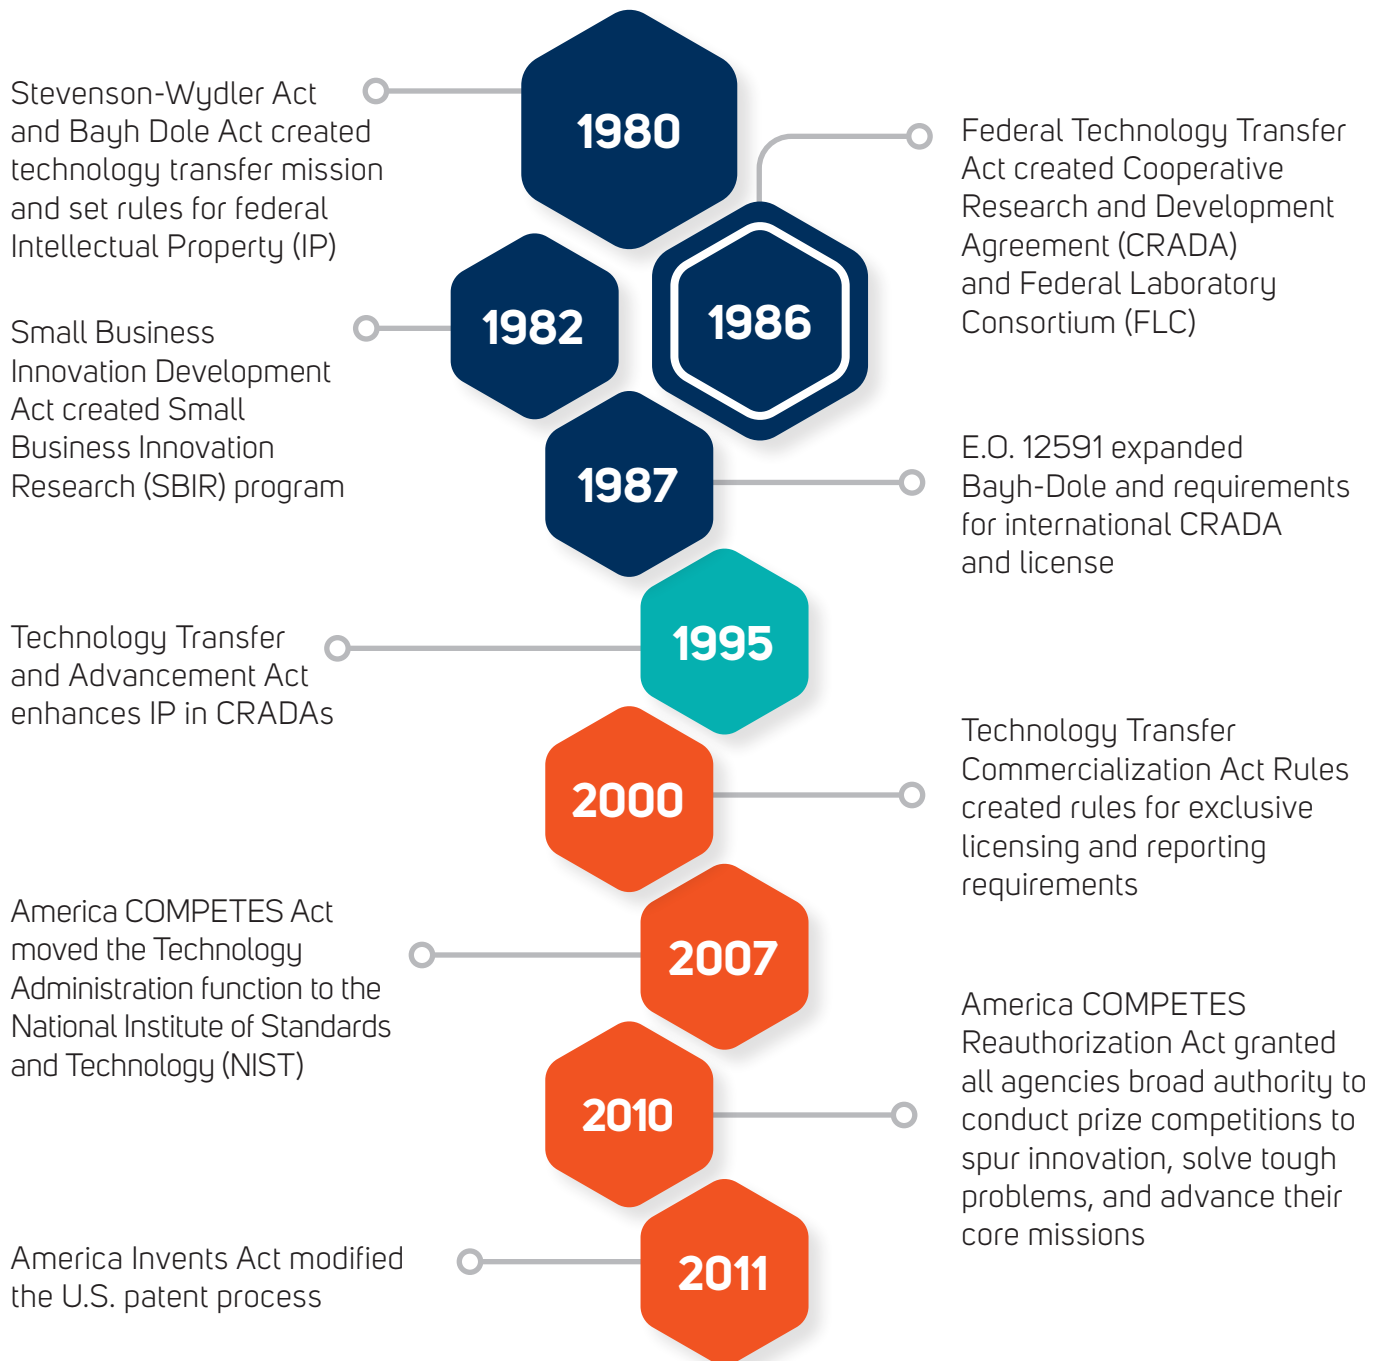 1980
Stevenson-Wydler Act
and Bayh Dole Act created
technology transfer mission
and set rules for federal
Intellectual Property (IP)
1982
Small Business
Innovation Development
Act created Small
Business Innovation
Research (SBIR) program
1986
Federal Technology Transfer
Act created Cooperative
Research and Development
Agreement (CRADA)
and Federal Laboratory
Consortium (FLC)
1987
E.O. 12591 expanded
Bayh-Dole and requirements
for international CRADA
and license
1995
Technology Transfer
and Advancement Act
enhances IP in CRADAs
2000
Technology Transfer
Commercialization Act Rules
created rules for exclusive
licensing and reporting
requirements
2007
America COMPETES Act
moved the Technology
Administration function to the
National Institute of Standards
and Technology (NIST)
2010
America COMPETES
Reauthorization Act granted
all agencies broad authority to
conduct prize competitions to
spur innovation, solve tough
problems, and advance their
core missions
2011
America Invents Act modified
the U.S. patent process